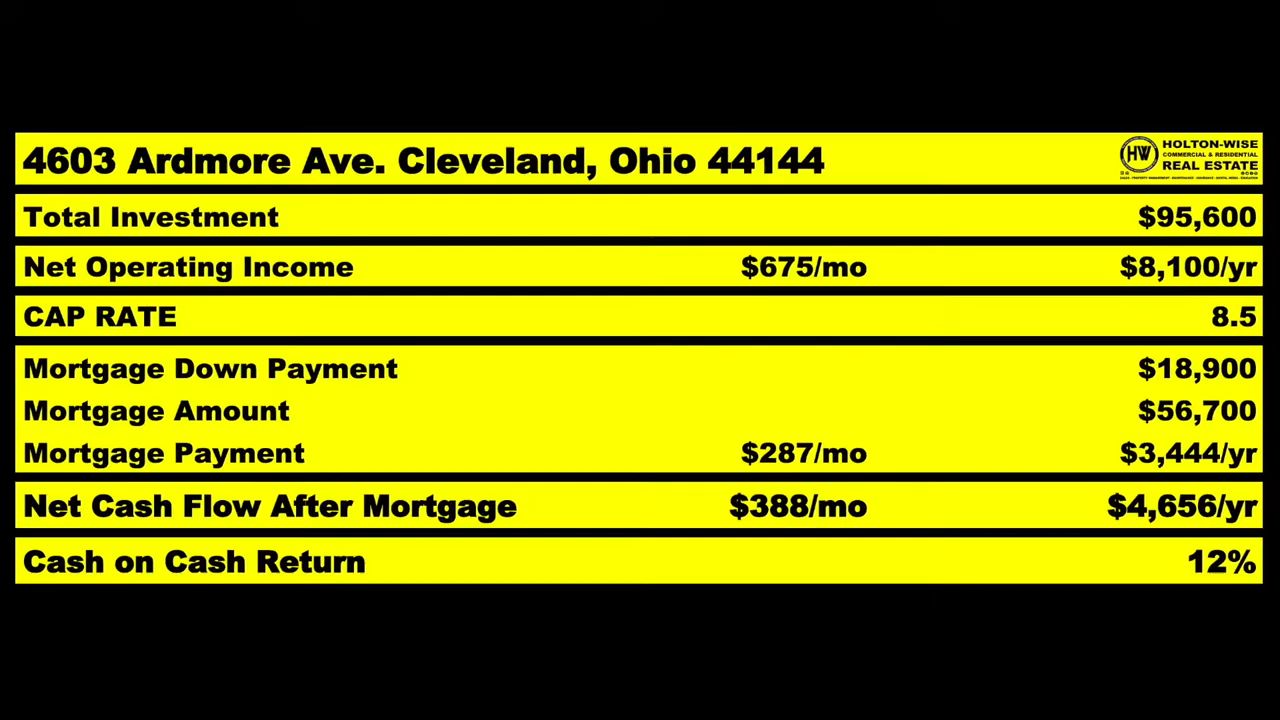 4603 Ardmore Ave. Cleveland, Ohio 44144
HW
HOLTON-WISE
COMMERCIAL & RESIDENTIAL
REAL ESTATE
Total Investment $95,600
Net Operating Income $675/mo $8,100/yr
CAP RATE 8.5
Mortgage Down Payment $18,900
Mortgage Amount $56,700
Mortgage Payment $287/mo $3,444/yr
Net Cash Flow After Mortgage $388/mo $4,656/yr
Cash on Cash Return 12%